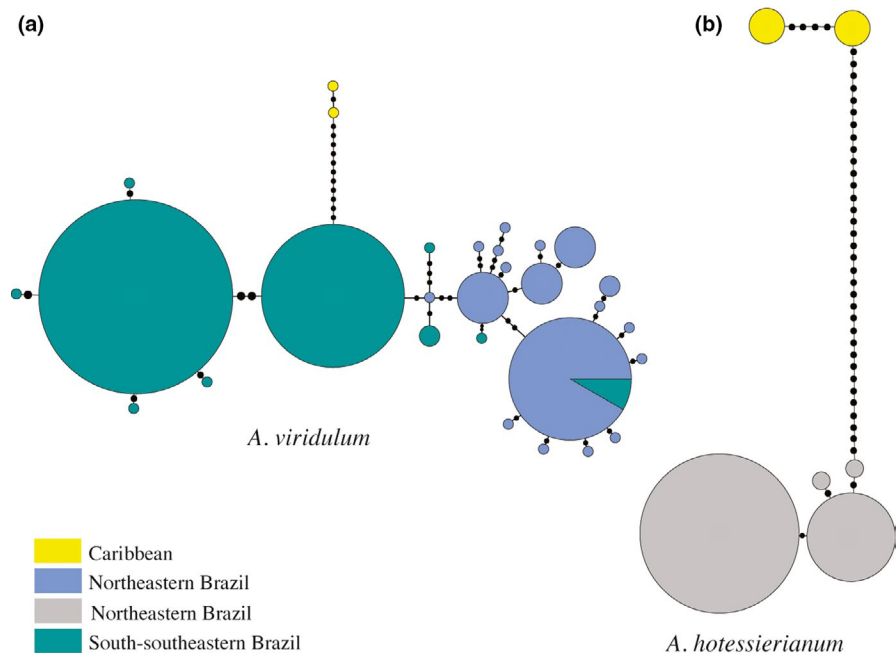 (a)
(b)
A. viridulum
Caribbean
Northeastern Brazil
Northeastern Brazil
South-southeastern Brazil
A. hotessierianum